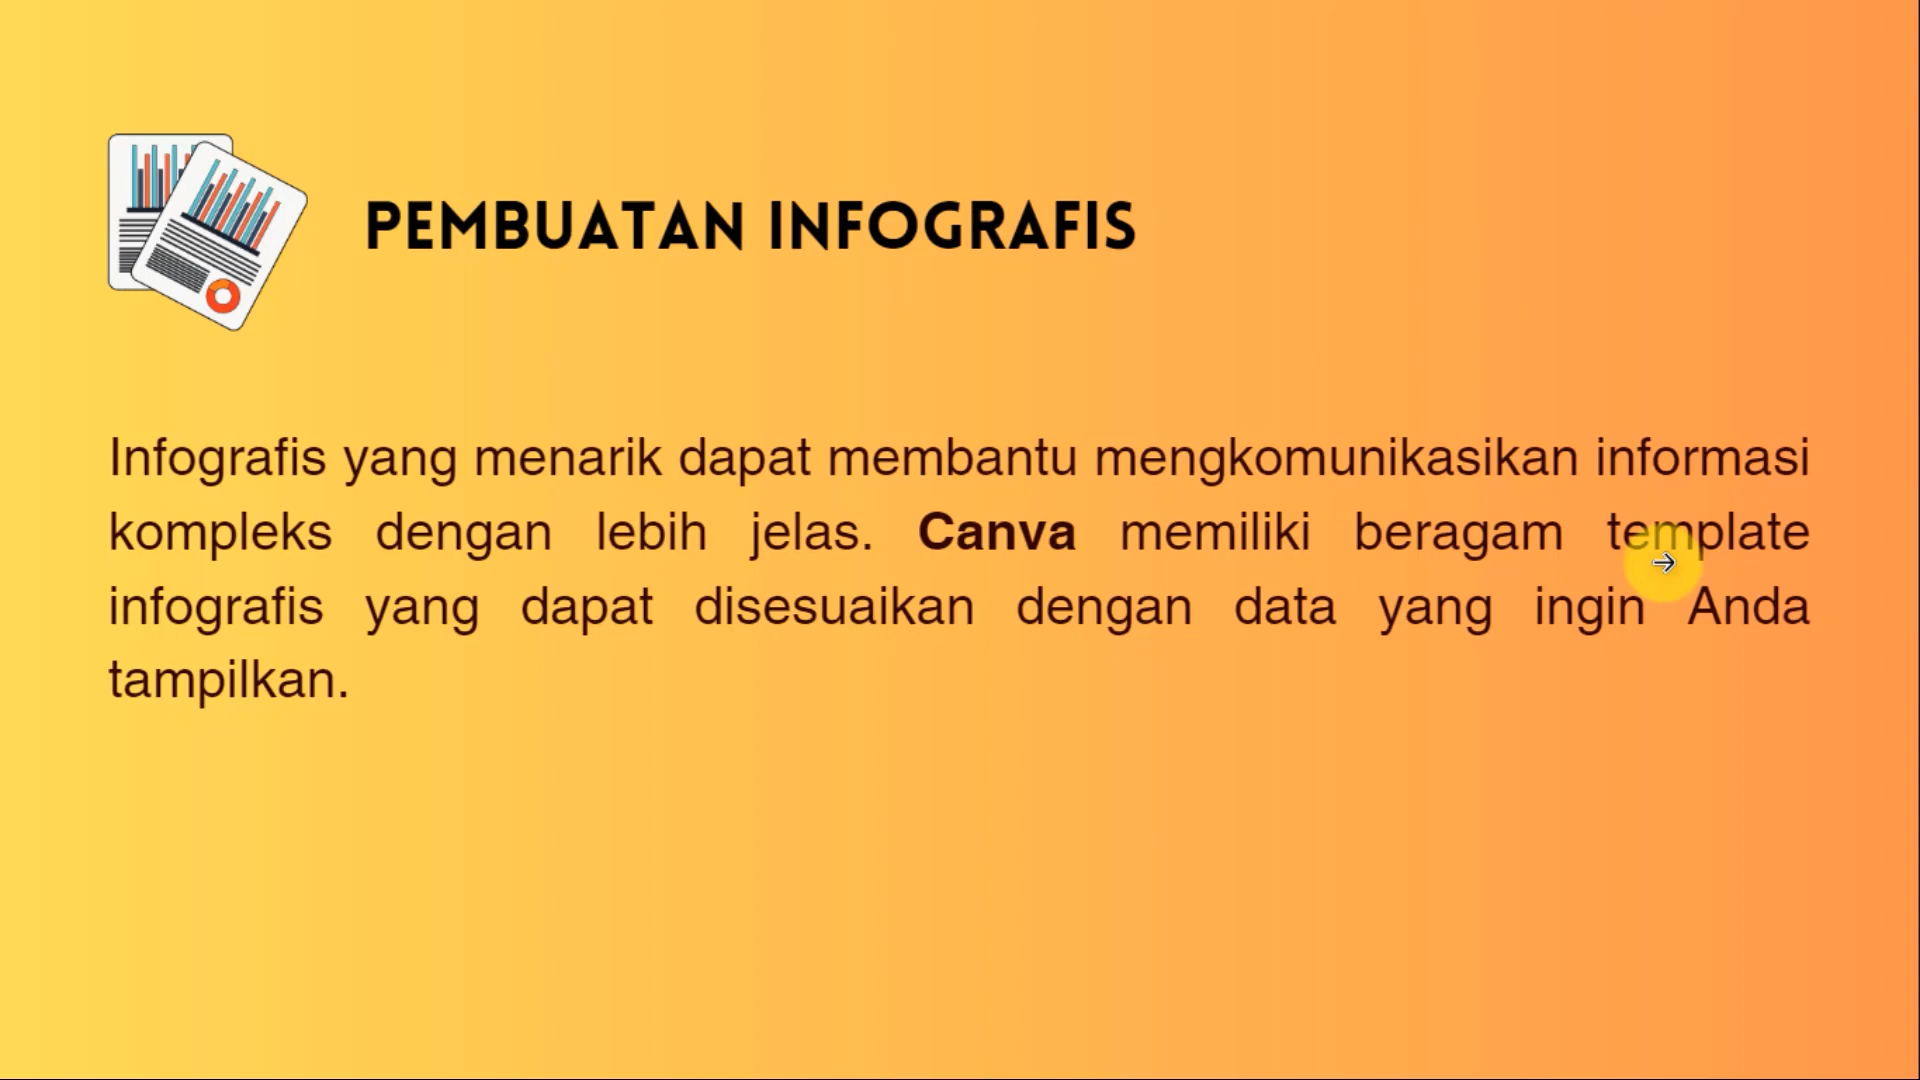 PEMBUATAN INFOGRAFIS
Infografis yang menarik dapat membantu mengkomunikasikan informasi
kompleks dengan lebih jelas. Canva memiliki beragam template
infografis yang dapat disesuaikan dengan data yang ingin Anda
tampilkan.